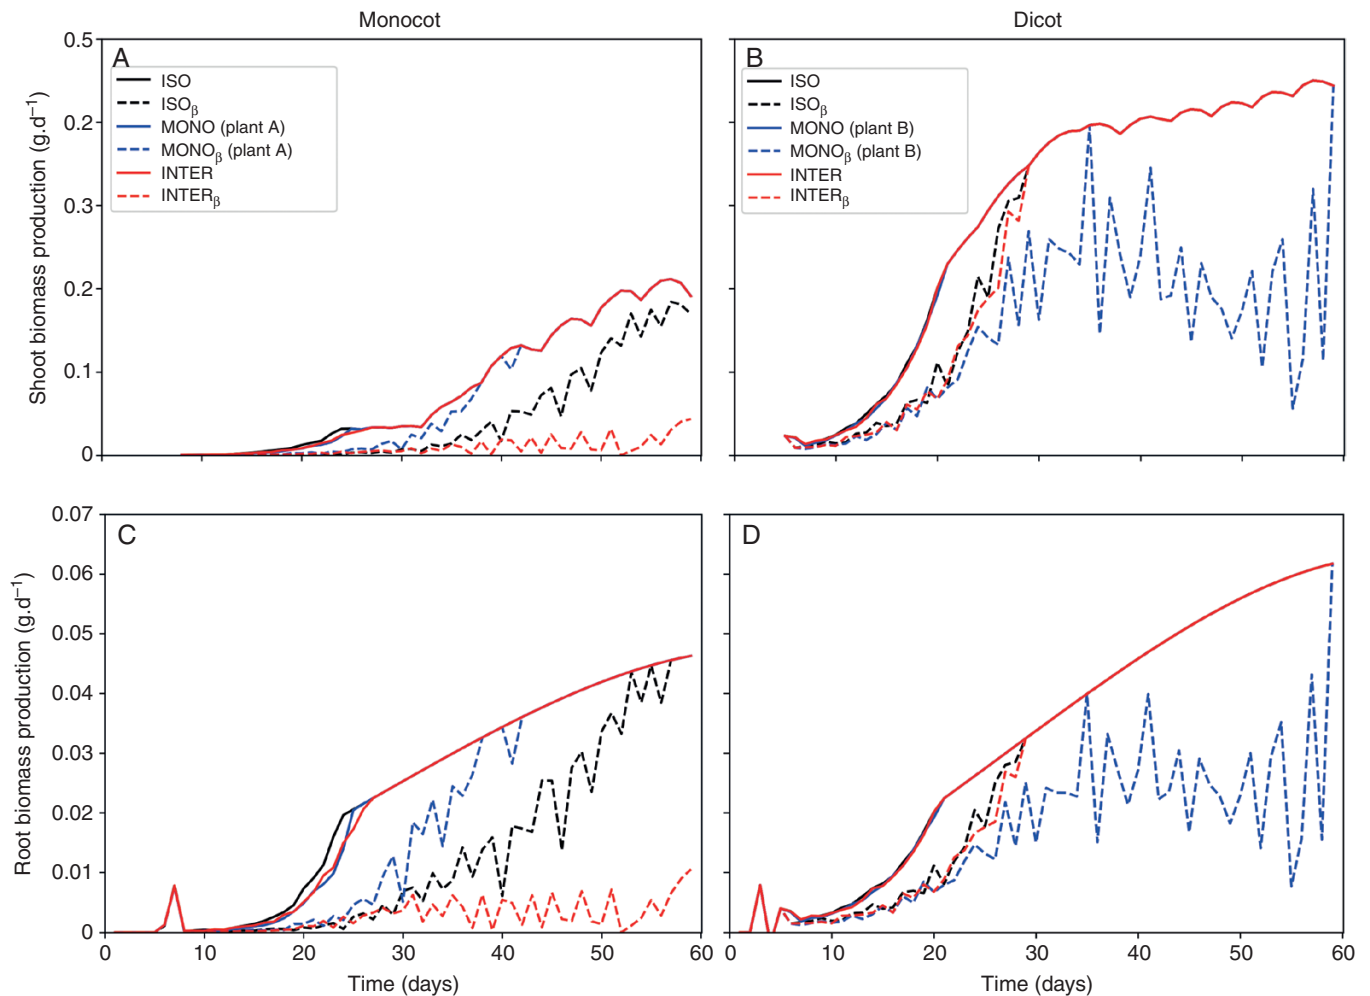 Monocot
Dicot
Shoot biomass production (g.d⁻¹)
0.5
0.2
0.3
0.2
0.1
0
A
ISO
ISOβ
MONO (plant A)
MONOβ (plant A)
INTER
INTERβ
B
ISO
ISOβ
MONO (plant B)
MONOβ (plant B)
INTER
INTERβ
Root biomass production (g.d⁻¹)
0.07
0.06
0.05
0.04
0.03
0.02
0.01
0
C
D
0 10 20 30 40 50 60
0 10 20 30 40 50 60
Time (days)
Time (days)